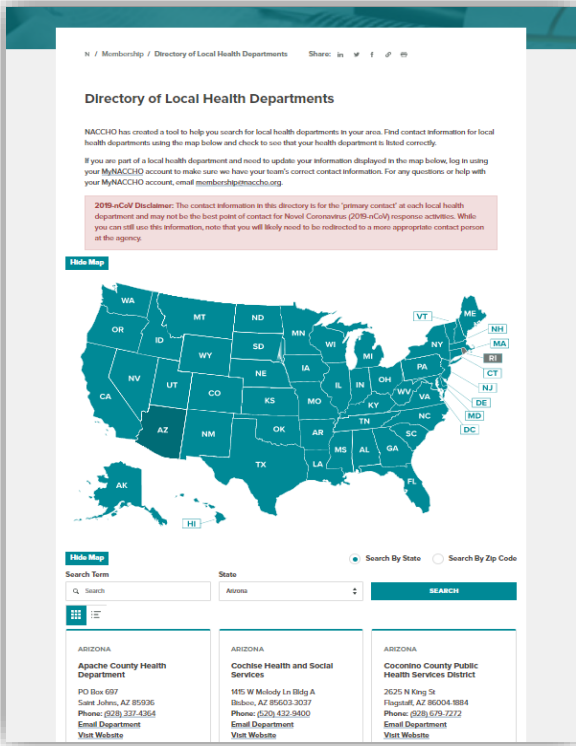 N / Membership / Directory of Local Health Departments Share:
Directory of Local Health Departments
NACCHO has created a tool to help you search for local health departments in your area. Find contact information for local
health departments using the map below and check to see that your health department is listed correctly.
If you are part of a local health department and need to update your information displayed in the map below, log in using
your MyNACCHO account to make sure we have your team's correct contact information. For any questions or help with
your MyNACCHO account, email membership@naccho.org.
2019-nCoV Disclaimer: The contact information in this directory is for the 'primary contact' at each local health
department and may not be the best point of contact for Novel Coronavirus (2019-nCoV) response activities. While
you can still use this information, note that you will likely need to be redirected to a more appropriate contact person
at the agency.
Hide Map
WA
OR
CA
ID
NV
MT
WY
UT
AZ
CO
NM
ND
SD
NE
KS
OK
TX
MN
IA
MO
AR
LA
WI
IL
MI
IN
OH
KY
TN
MS
AL
GA
FL
SC
NC
VA
WV
PA
NY
ME
VT
NH
MA
RI
CT
NJ
DE
MD
DC
AK
HI
Hide Map
Search By State Search By Zip Code
Search Term State
Search Arizona SEARCH
ARIZONA
Apache County Health
Department
PO Box 697
Saint Johns, AZ 85936
Phone: (928) 337-4364
Email Department
Visit Website
ARIZONA
Cochise Health and Social
Services
1415 W Melody Ln Bldg A
Bisbee, AZ 85603-3037
Phone: (520) 432-9400
Email Department
Visit Website
ARIZONA
Coconino County Public
Health Services District
2625 N King St
Flagstaff, AZ 86004-1884
Phone: (928) 679-7272
Email Department
Visit Website